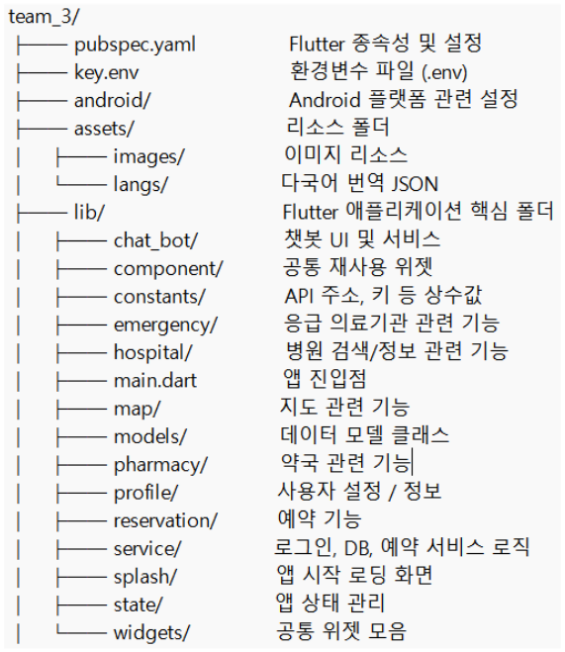 team_3/
├── pubspec.yaml Flutter 종속성 및 설정
├── key.env 환경변수 파일 (.env)
├── android/ Android 플랫폼 관련 설정
├── assets/ 리소스 폴더
│ ├── images/ 이미지 리소스
│ └── langs/ 다국어 번역 JSON
├── lib/ Flutter 애플리케이션 핵심 폴더
│ ├── chat_bot/ 챗봇 UI 및 서비스
│ ├── component/ 공통 재사용 위젯
│ ├── constants/ API 주소, 키 등 상수값
│ ├── emergency/ 응급 의료기관 관련 기능
│ ├── hospital/ 병원 검색/정보 관련 기능
│ ├── main.dart 앱 진입점
│ ├── map/ 지도 관련 기능
│ ├── models/ 데이터 모델 클래스
│ ├── pharmacy/ 약국 관련 기능
│ ├── profile/ 사용자 설정 / 정보
│ ├── reservation/ 예약 기능
│ ├── service/ 로그인, DB, 예약 서비스 로직
│ ├── splash/ 앱 시작 로딩 화면
│ ├── state/ 앱 상태 관리
│ └── widgets/ 공통 위젯 모음